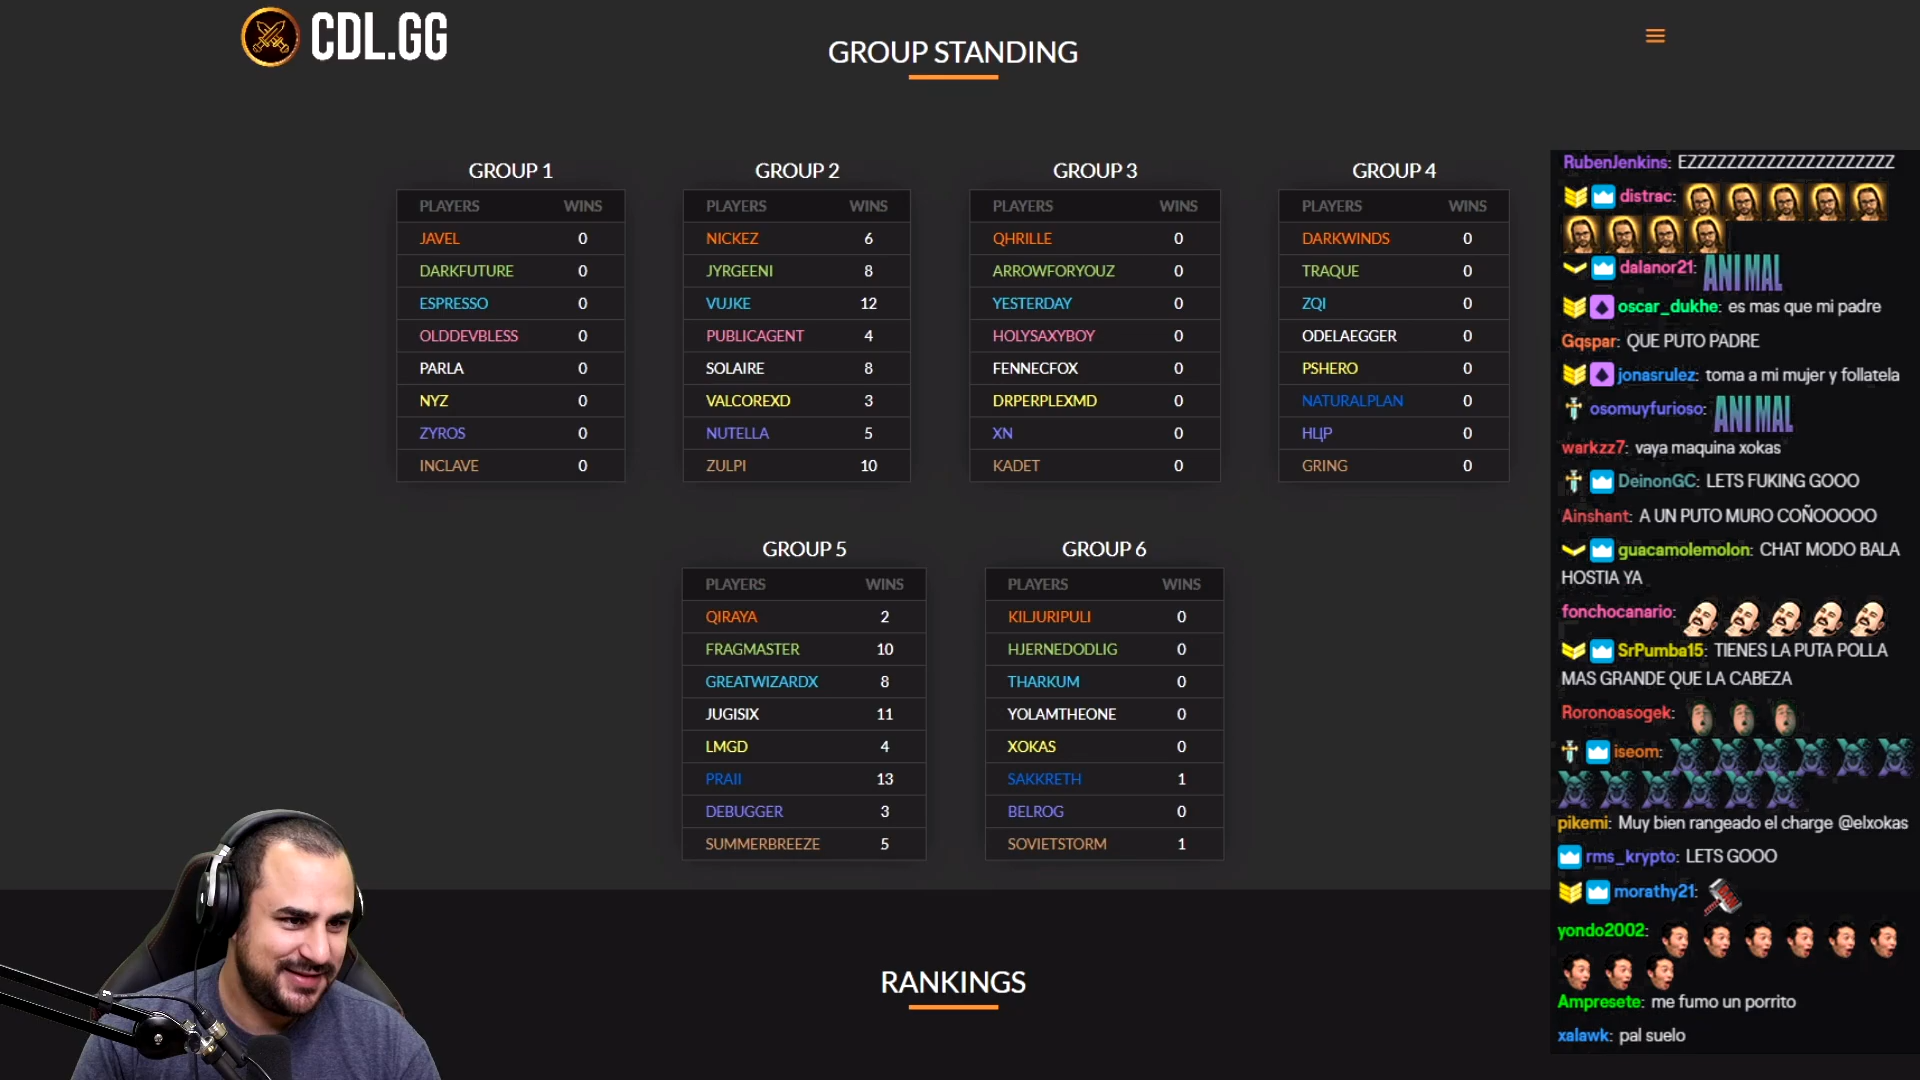 CDL.GG
GROUP STANDING
GROUP 1
PLAYERS WINS
JAVEL 0
DARKFUTURE 0
ESPRESSO 0
OLDDEVBLESS 0
PARLA 0
NYZ 0
ZYROS 0
INCLAVE 0
GROUP 2
PLAYERS WINS
NICKEZ 6
JYRGEENI 8
VUJKE 12
PUBLICAGENT 4
SOLAIRE 8
VALCOREXD 3
NUTELLA 5
ZULPI 10
GROUP 3
PLAYERS WINS
QHRILLE 0
ARROWFORYOUZ 0
YESTERDAY 0
HOLYSAXYBOY 0
FENNECFOX 0
DRPERPLEXMD 0
XN 0
KADET 0
GROUP 4
PLAYERS WINS
DARKWINDS 0
TRAQUE 0
ZQI 0
ODELAEGGER 0
PSHERO 0
NATURALPLAN 0
НЦР 0
GRING 0
GROUP 5
PLAYERS WINS
QIRAYA 2
FRAGMASTER 10
GREATWIZARDX 8
JUGISIX 11
LMGD 4
PRAII 13
DEBUGGER 3
SUMMERBREEZE 5
GROUP 6
PLAYERS WINS
KILJURIPULI 0
HJERNEDODLIG 0
THARKUM 0
YOLAMTHEONE 0
XOKAS 0
SAKKRETH 1
BELROG 0
SOVIETSTORM 1
RANKINGS
RubenJenkins: EZZZZZZZZZZZZZZZZZZZZZZ
distrac:
dalanor21: ANIMAL
oscar_dukhe: es mas que mi padre
Gqspar: QUE PUTO PADRE
jonasrulez: toma a mi mujer y follatela
osomuyfurioso: ANIMAL
warkzz7: vaya maquina xokas
DeinonGC: LETS FUKING GOOO
Ainshant: A UN PUTO MURO COÑOOOOO
guacamolemolon: CHAT MODO BALA
HOSTIA YA
fonchocanario:
SrPumba15: TIENES LA PUTA POLLA
MAS GRANDE QUE LA CABEZA
Roronoasogek:
iseom:
pikemi: Muy bien rangeado el charge @elxokas
rms_krypto: LETS GOOO
morathy21:
yondo2002:
Ampresete: me fumo un porrito
xalawk: pal suelo